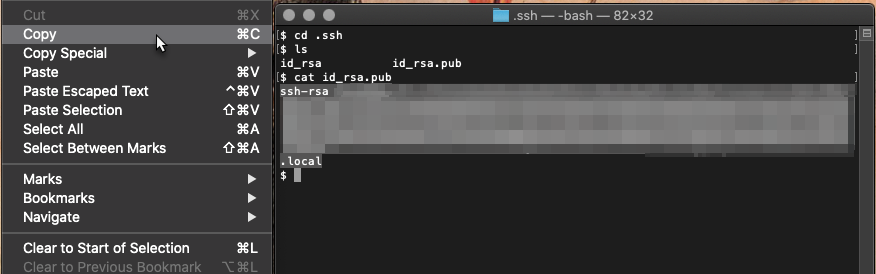 Cut ⌘X
Copy ⌘C
Copy Special ▶
Paste ⌘V
Paste Escaped Text ^⌘V
Paste Selection ⇧⌘V
Select All ⌘A
Select Between Marks ⇧⌘A
Marks ▶
Bookmarks ▶
Navigate ▶
Clear to Start of Selection ⌘L
Clear to Previous Bookmark ⌥⌘L
.ssh — -bash — 82×32
[$ cd .ssh ]
[$ ls ]
id_rsa id_rsa.pub
[$ cat id_rsa.pub ]
ssh-rsa
.local
$